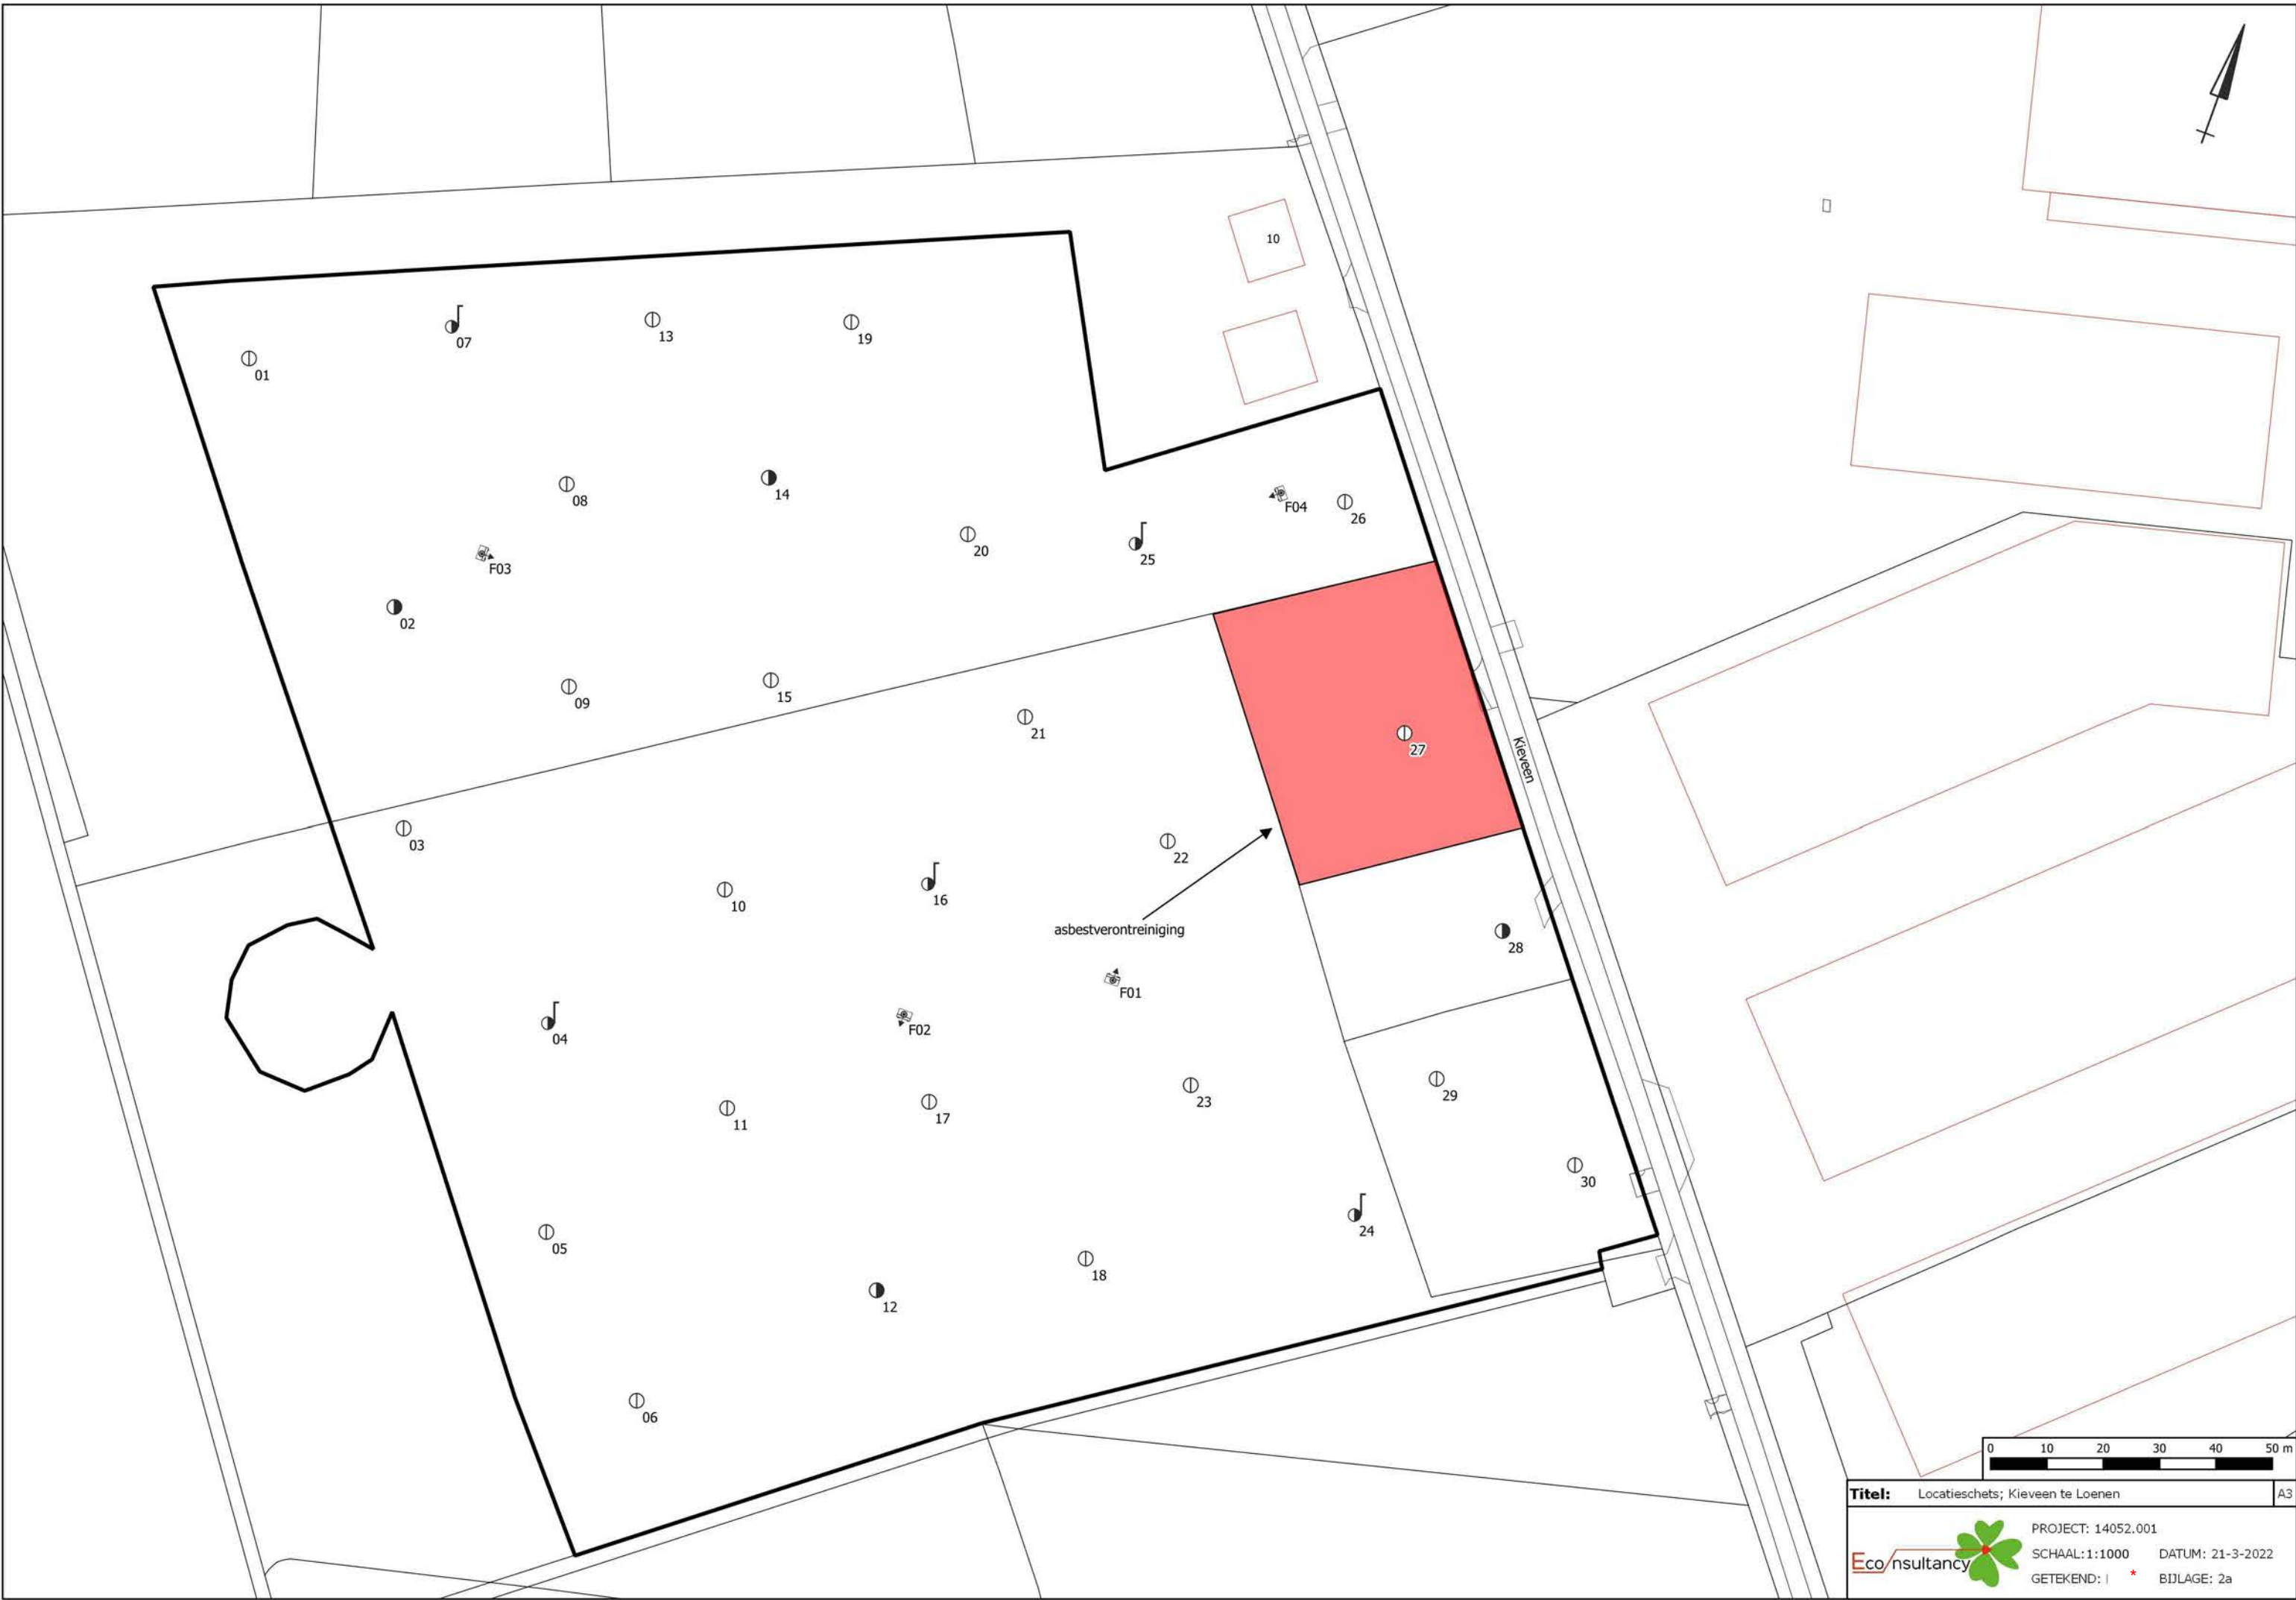 10
07
13
19
01
08
14
F04
26
20
25
F03
02
09
15
21
27
Kieveen
03
22
10
16
asbestverontreiniging
28
F01
04
F02
29
23
11
17
30
24
05
18
12
06
0 10 20 30 40 50 m
Titel: Locatieschets; Kieveen te Loenen A3
PROJECT: 14052.001
Eco/nsultancy
SCHAAL:1:1000 DATUM: 21-3-2022
GETEKEND: * BIJLAGE: 2a